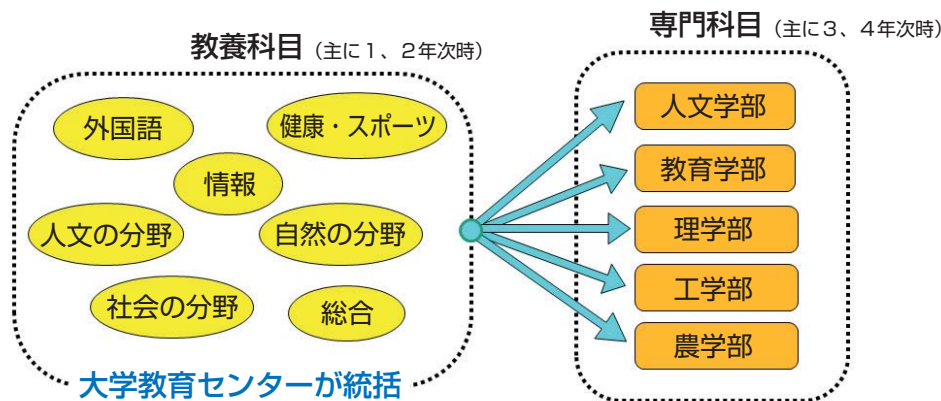 教養科目（主に１、２年次時）
外国語
健康・スポーツ
情報
人文の分野
自然の分野
社会の分野
総合
大学教育センターが統括
専門科目（主に３、４年次時）
人文学部
教育学部
理学部
工学部
農学部